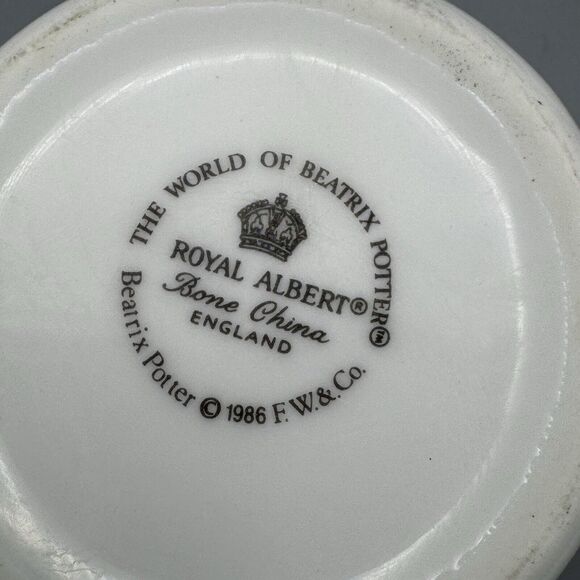 THE WORLD OF BEATRIX POTTER™
ROYAL ALBERT®
Bone China
ENGLAND
Beatrix Potter © 1986 F.W.&Co.